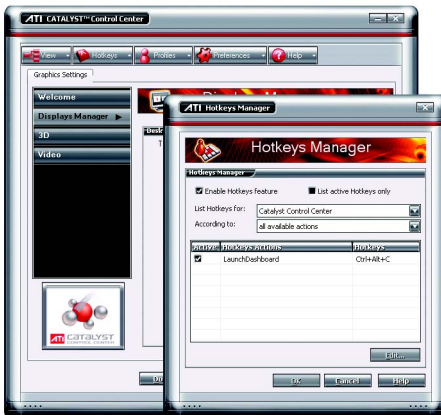 ATI CATALYST™ Control Center
View Hotkeys Profiles Preferences Help
Graphics Settings
Welcome
Displays Manager
3D
Video
ATI CATALYST
CONTROL CENTER
ATI Hotkeys Manager
Hotkeys Manager
Hotkeys Manager
Enable Hotkeys feature
List active Hotkeys only
List Hotkeys for: Catalyst Control Center
According to: all available actions
Active Hotkeys Actions Hotkeys
LaunchDashboard Ctrl+Alt+C
Edit...
OK Cancel Help